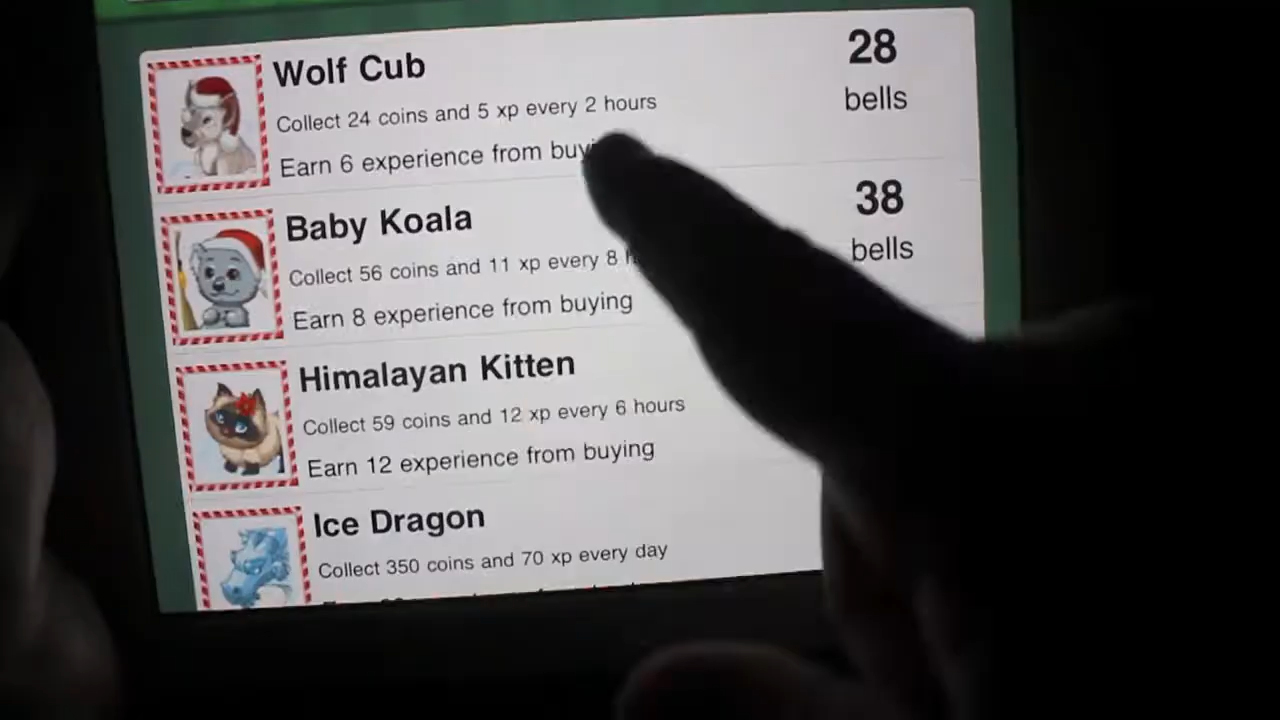 Wolf Cub
28
bells
Collect 24 coins and 5 xp every 2 hours
Earn 6 experience from
Baby Koala
38
bells
Collect 56 coins and 11 xp every 8
Earn 8 experience from buying
Himalayan Kitten
Collect 59 coins and 12 xp every 6 hours
Earn 12 experience from buying
Ice Dragon
Collect 350 coins and 70 xp every day